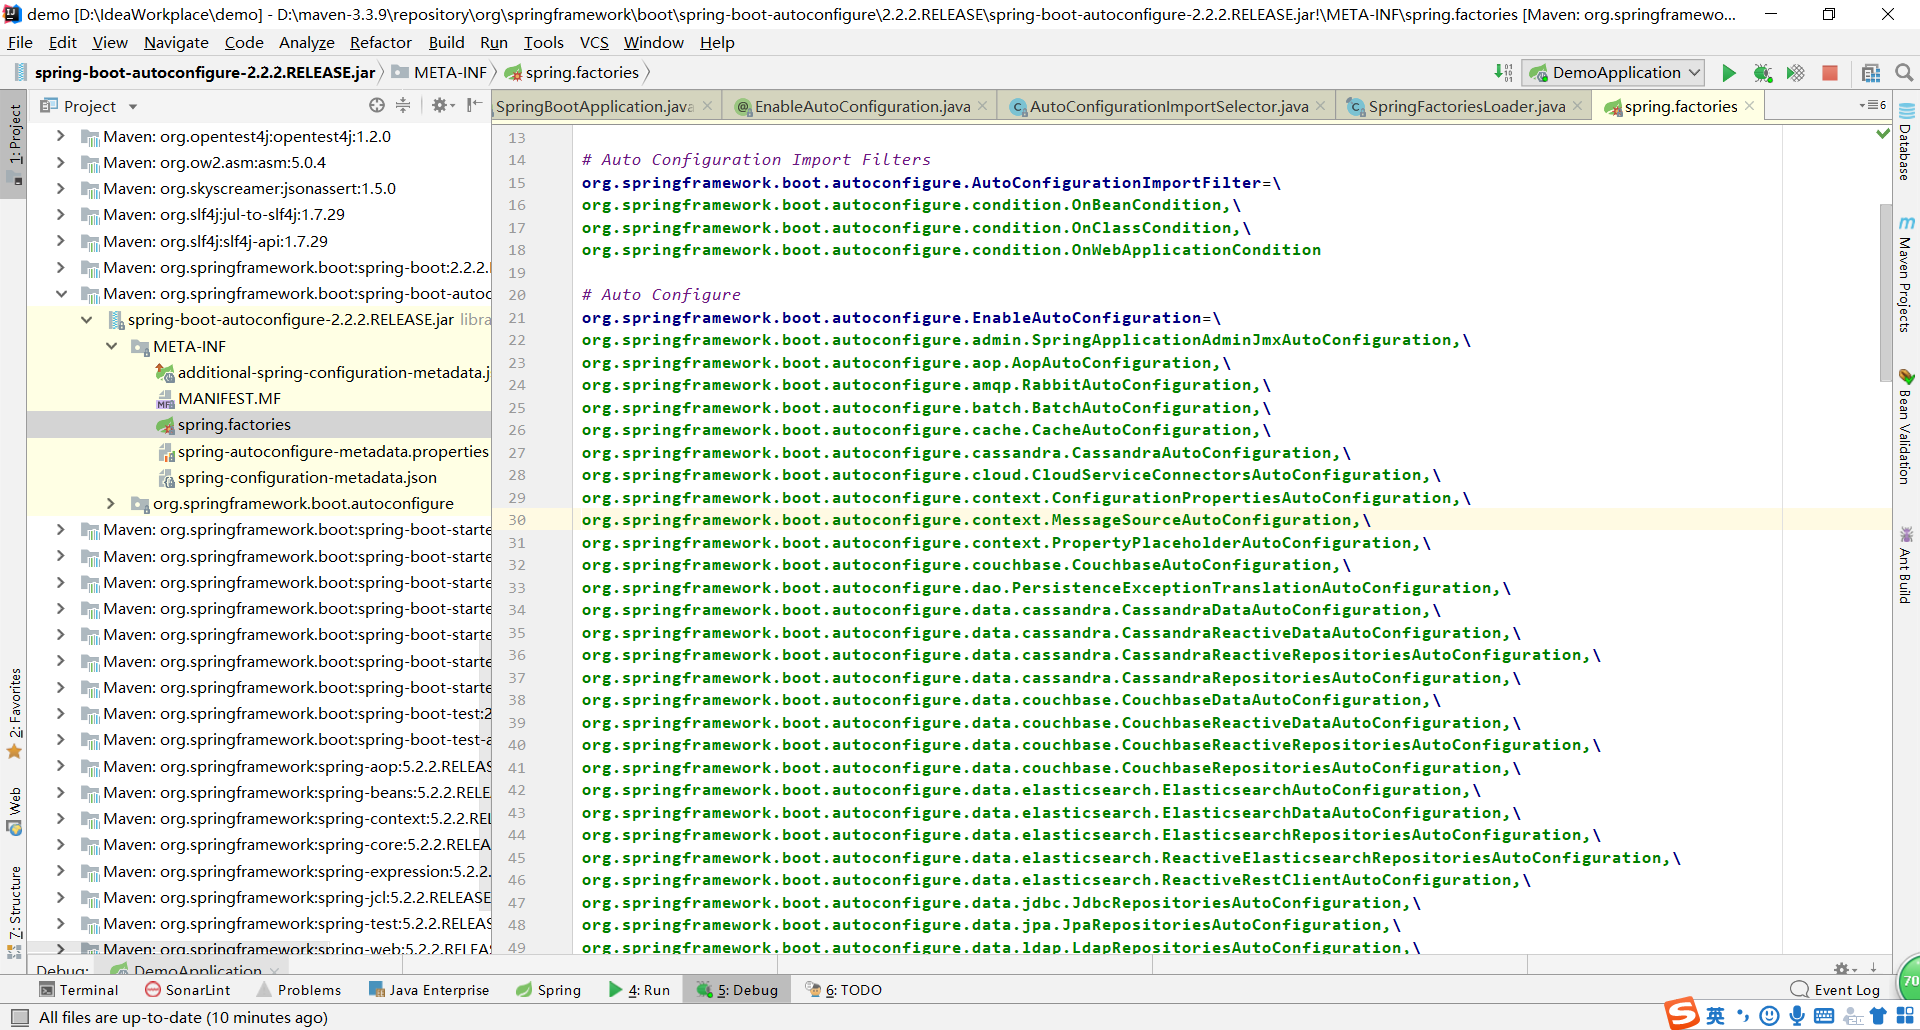 demo [D:\IdeaWorkplace\demo] - D:\maven-3.3.9\repository\org\springframework\boot\spring-boot-autoconfigure\2.2.2.RELEASE\spring-boot-autoconfigure-2.2.2.RELEASE.jar!\META-INF\spring.factories [Maven: org.springframewo...
File Edit View Navigate Code Analyze Refactor Build Run Tools VCS Window Help
spring-boot-autoconfigure-2.2.2.RELEASE.jar META-INF spring.factories DemoApplication
Project SpringBootApplication.java EnableAutoConfiguration.java AutoConfigurationImportSelector.java SpringFactoriesLoader.java spring.factories 6
1: Project
2: Favorites
Web
7: Structure
Maven: org.opentest4j:opentest4j:1.2.0
Maven: org.ow2.asm:asm:5.0.4
Maven: org.skyscreamer:jsonassert:1.5.0
Maven: org.slf4j:jul-to-slf4j:1.7.29
Maven: org.slf4j:slf4j-api:1.7.29
Maven: org.springframework.boot:spring-boot:2.2.2.
Maven: org.springframework.boot:spring-boot-autoc
spring-boot-autoconfigure-2.2.2.RELEASE.jar libra
META-INF
additional-spring-configuration-metadata.j
MANIFEST.MF
spring.factories
spring-autoconfigure-metadata.properties
spring-configuration-metadata.json
org.springframework.boot.autoconfigure
Maven: org.springframework.boot:spring-boot-starte
Maven: org.springframework.boot:spring-boot-starte
Maven: org.springframework.boot:spring-boot-starte
Maven: org.springframework.boot:spring-boot-starte
Maven: org.springframework.boot:spring-boot-starte
Maven: org.springframework.boot:spring-boot-starte
Maven: org.springframework.boot:spring-boot-starte
Maven: org.springframework.boot:spring-boot-test:2
Maven: org.springframework.boot:spring-boot-test-a
Maven: org.springframework:spring-aop:5.2.2.RELEAS
Maven: org.springframework:spring-beans:5.2.2.RELE
Maven: org.springframework:spring-context:5.2.2.REL
Maven: org.springframework:spring-core:5.2.2.RELEA
Maven: org.springframework:spring-expression:5.2.2.
Maven: org.springframework:spring-jcl:5.2.2.RELEASE
Maven: org.springframework:spring-test:5.2.2.RELEAS
Maven: org.springframework:spring-web:5.2.2.RELEAS
13
14 # Auto Configuration Import Filters
15 org.springframework.boot.autoconfigure.AutoConfigurationImportFilter=\
16 org.springframework.boot.autoconfigure.condition.OnBeanCondition,\
17 org.springframework.boot.autoconfigure.condition.OnClassCondition,\
18 org.springframework.boot.autoconfigure.condition.OnWebApplicationCondition
19
20 # Auto Configure
21 org.springframework.boot.autoconfigure.EnableAutoConfiguration=\
22 org.springframework.boot.autoconfigure.admin.SpringApplicationAdminJmxAutoConfiguration,\
23 org.springframework.boot.autoconfigure.aop.AopAutoConfiguration,\
24 org.springframework.boot.autoconfigure.amqp.RabbitAutoConfiguration,\
25 org.springframework.boot.autoconfigure.batch.BatchAutoConfiguration,\
26 org.springframework.boot.autoconfigure.cache.CacheAutoConfiguration,\
27 org.springframework.boot.autoconfigure.cassandra.CassandraAutoConfiguration,\
28 org.springframework.boot.autoconfigure.cloud.CloudServiceConnectorsAutoConfiguration,\
29 org.springframework.boot.autoconfigure.context.ConfigurationPropertiesAutoConfiguration,\
30 org.springframework.boot.autoconfigure.context.MessageSourceAutoConfiguration,\
31 org.springframework.boot.autoconfigure.context.PropertyPlaceholderAutoConfiguration,\
32 org.springframework.boot.autoconfigure.couchbase.CouchbaseAutoConfiguration,\
33 org.springframework.boot.autoconfigure.dao.PersistenceExceptionTranslationAutoConfiguration,\
34 org.springframework.boot.autoconfigure.data.cassandra.CassandraDataAutoConfiguration,\
35 org.springframework.boot.autoconfigure.data.cassandra.CassandraReactiveDataAutoConfiguration,\
36 org.springframework.boot.autoconfigure.data.cassandra.CassandraReactiveRepositoriesAutoConfiguration,\
37 org.springframework.boot.autoconfigure.data.cassandra.CassandraRepositoriesAutoConfiguration,\
38 org.springframework.boot.autoconfigure.data.couchbase.CouchbaseDataAutoConfiguration,\
39 org.springframework.boot.autoconfigure.data.couchbase.CouchbaseReactiveDataAutoConfiguration,\
40 org.springframework.boot.autoconfigure.data.couchbase.CouchbaseReactiveRepositoriesAutoConfiguration,\
41 org.springframework.boot.autoconfigure.data.couchbase.CouchbaseRepositoriesAutoConfiguration,\
42 org.springframework.boot.autoconfigure.data.elasticsearch.ElasticsearchAutoConfiguration,\
43 org.springframework.boot.autoconfigure.data.elasticsearch.ElasticsearchDataAutoConfiguration,\
44 org.springframework.boot.autoconfigure.data.elasticsearch.ElasticsearchRepositoriesAutoConfiguration,\
45 org.springframework.boot.autoconfigure.data.elasticsearch.ReactiveElasticsearchRepositoriesAutoConfiguration,\
46 org.springframework.boot.autoconfigure.data.elasticsearch.ReactiveRestClientAutoConfiguration,\
47 org.springframework.boot.autoconfigure.data.jdbc.JdbcRepositoriesAutoConfiguration,\
48 org.springframework.boot.autoconfigure.data.jpa.JpaRepositoriesAutoConfiguration,\
49 org.springframework.boot.autoconfigure.data.ldap.LdapRepositoriesAutoConfiguration,\
Database
Maven Projects
Bean Validation
Ant Build
Debug: DemoApplication
Terminal SonarLint Problems Java Enterprise Spring 4: Run 5: Debug 6: TODO Event Log
70
All files are up-to-date (10 minutes ago)
英